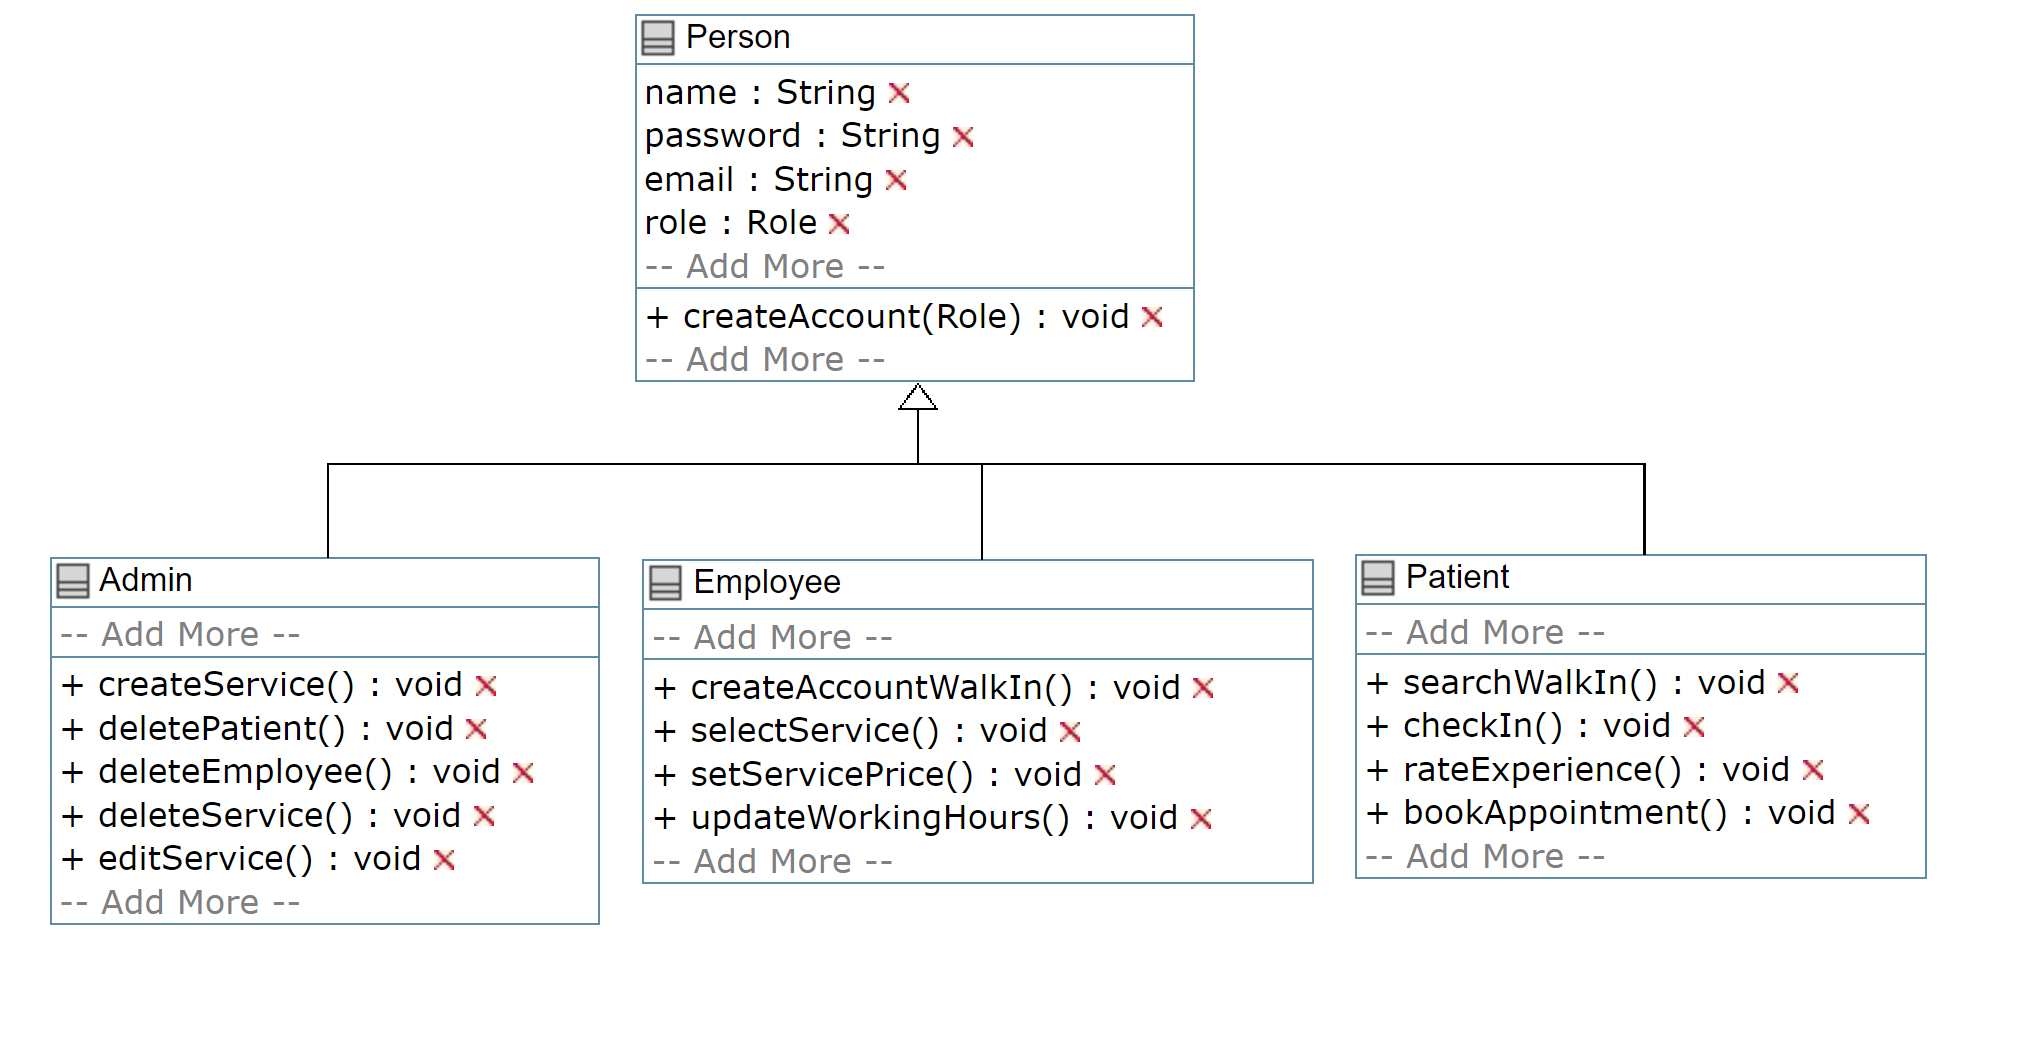 Person
name : String
password : String
email : String
role : Role
-- Add More --
+ createAccount(Role) : void
-- Add More --
Admin
-- Add More --
+ createService() : void
+ deletePatient() : void
+ deleteEmployee() : void
+ deleteService() : void
+ editService() : void
-- Add More --
Employee
-- Add More --
+ createAccountWalkIn() : void
+ selectService() : void
+ setServicePrice() : void
+ updateWorkingHours() : void
-- Add More --
Patient
-- Add More --
+ searchWalkIn() : void
+ checkIn() : void
+ rateExperience() : void
+ bookAppointment() : void
-- Add More --